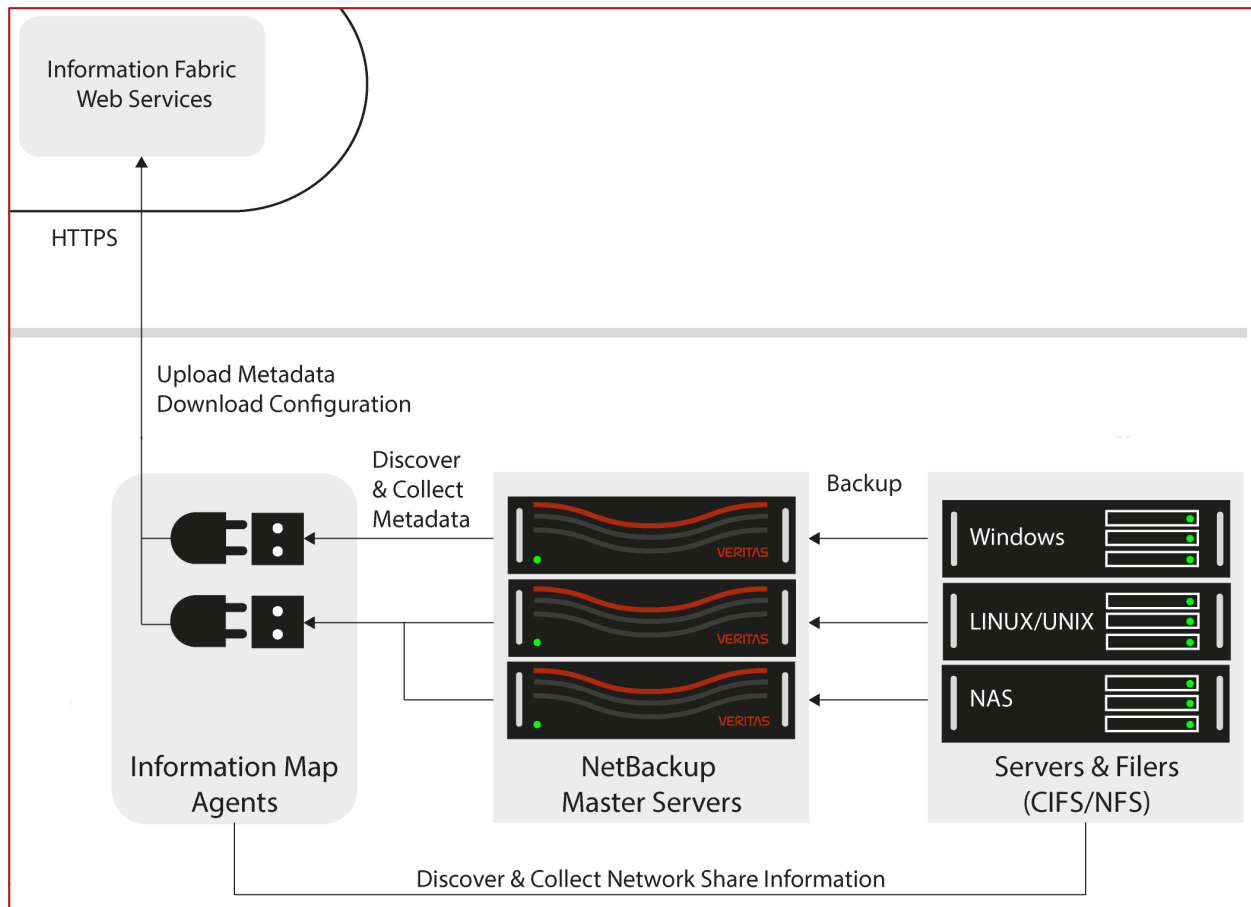 Information Fabric
Web Services
HTTPS
Upload Metadata
Download Configuration
Discover
& Collect
Metadata
Backup
VERITAS
VERITAS
VERITAS
Windows
LINUX/UNIX
NAS
Information Map
Agents
NetBackup
Master Servers
Servers & Filers
(CIFS/NFS)
Discover & Collect Network Share Information